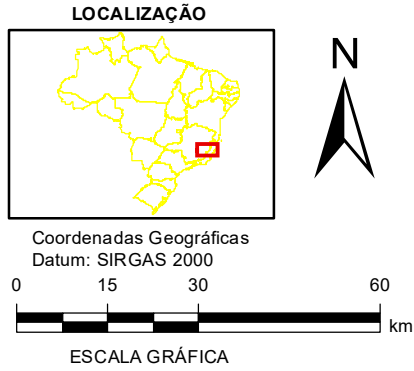 LOCALIZAÇÃO
N
Coordenadas Geográficas
Datum: SIRGAS 2000
0 15 30 60
km
ESCALA GRÁFICA